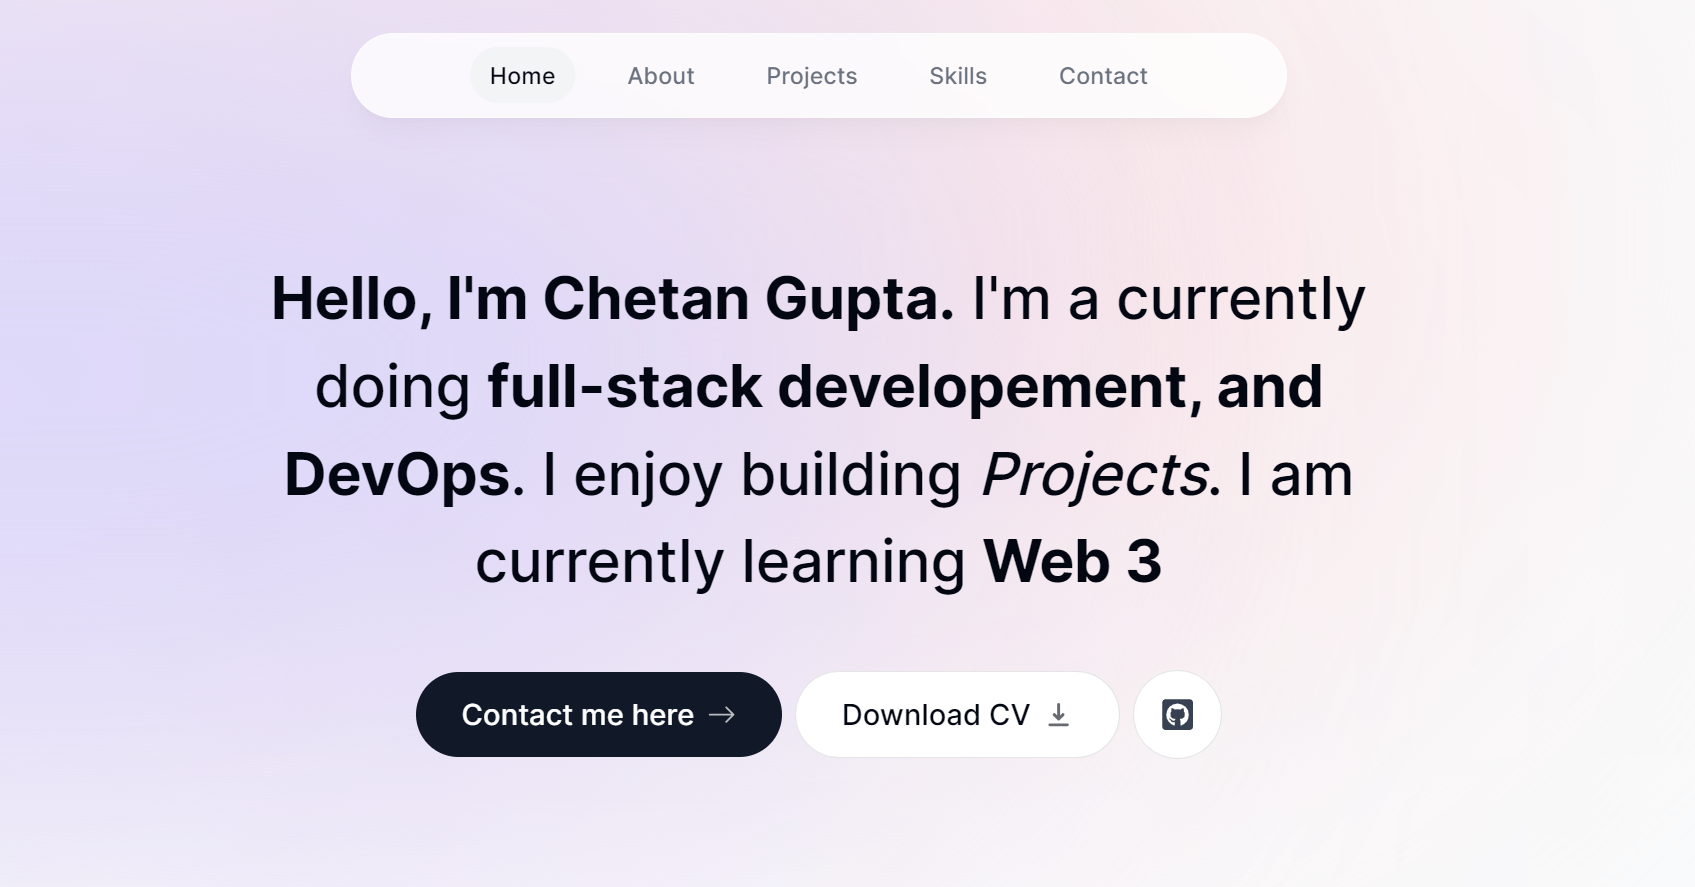 Home About Projects Skills Contact
Hello, I'm Chetan Gupta. I'm a currently
doing full-stack developement, and
DevOps. I enjoy building Projects. I am
currently learning Web 3
Contact me here Download CV